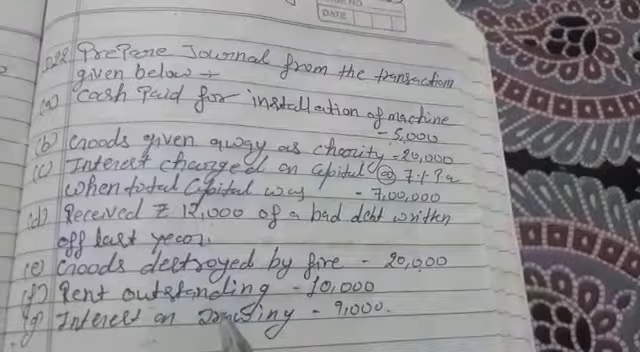 DATE
Q22 Prepare Journal from the transaction
given below :-
(a) Cash Paid for installation of machine
- 5,000
(b) Goods given away as charity - 20,000
(c) Interest charged on capital @ 7% P.a
when total Capital was - 7,00,000
(d) Received ₹ 12,000 of a bad debt written
off last year.
(e) Goods destroyed by fire - 20,000
(f) Rent outstanding - 10,000
(g) Interest on - 9,000.